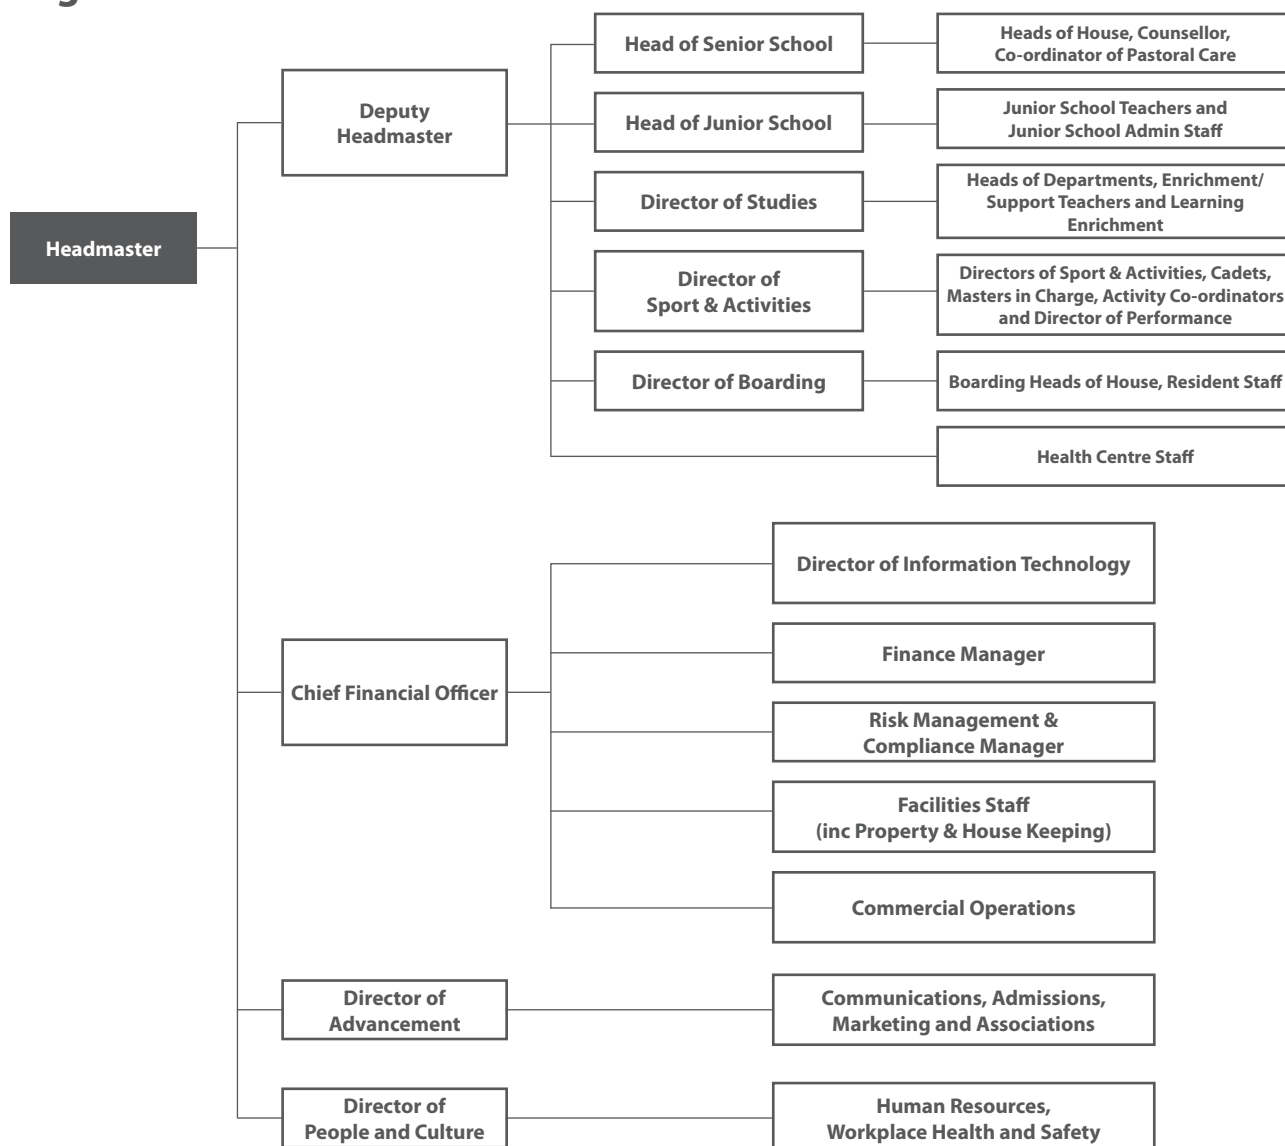 Head of Senior School
Heads of House, Counsellor,
Co-ordinator of Pastoral Care
Deputy
Headmaster
Head of Junior School
Junior School Teachers and
Junior School Admin Staff
Director of Studies
Heads of Departments, Enrichment/
Support Teachers and Learning
Enrichment
Headmaster
Director of
Sport & Activities
Directors of Sport & Activities, Cadets,
Masters in Charge, Activity Co-ordinators
and Director of Performance
Director of Boarding
Boarding Heads of House, Resident Staff
Health Centre Staff
Chief Financial Officer
Director of Information Technology
Finance Manager
Risk Management &
Compliance Manager
Facilities Staff
(inc Property & House Keeping)
Commercial Operations
Director of
Advancement
Communications, Admissions,
Marketing and Associations
Director of
People and Culture
Human Resources,
Workplace Health and Safety